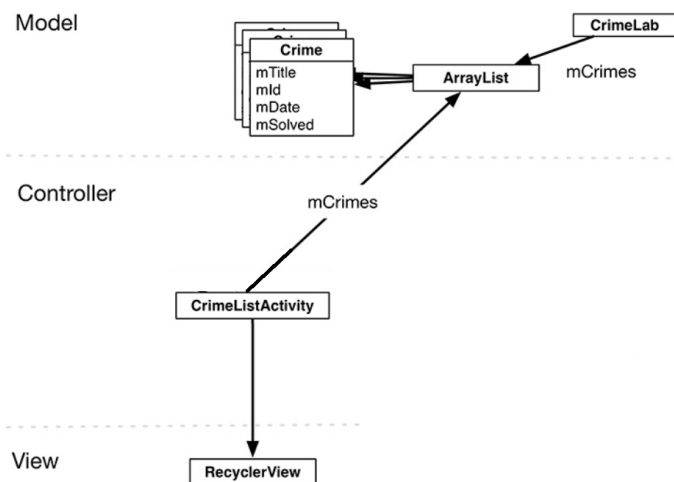 Model
CrimeLab
Crime
mTitle
mId
mDate
mSolved
ArrayList
mCrimes
Controller
mCrimes
CrimeListActivity
View
RecyclerView